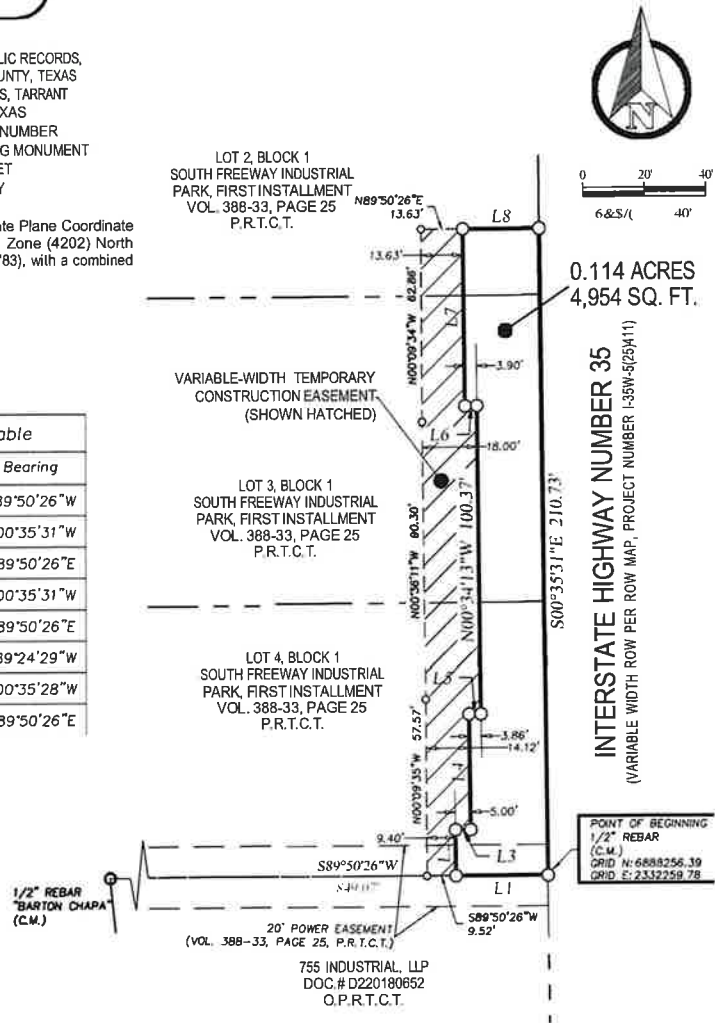 LIC RECORDS,
UNTY, TEXAS
S, TARRANT
XAS
NUMBER
G MONUMENT
ET
Y
ate Plane Coordinate
Zone (4202) North
'83), with a combined
able
Bearing
89°50'26"W
00°35'31"W
89°50'26"E
00°35'31"W
89°50'26"E
89°24'29"W
00°35'28"W
89°50'26"E
N
0 20' 40'
6&$/( 40'
LOT 2, BLOCK 1
SOUTH FREEWAY INDUSTRIAL
PARK, FIRST INSTALLMENT
VOL. 388-33, PAGE 25
P.R.T.C.T.
N89°50'26"E
13.63'
L8
13.63'
N00°09'34"W 62.86'
L7
0.114 ACRES
4,954 SQ. FT.
3.90'
VARIABLE-WIDTH TEMPORARY
CONSTRUCTION EASEMENT
(SHOWN HATCHED)
L6
18.00'
LOT 3, BLOCK 1
SOUTH FREEWAY INDUSTRIAL
PARK, FIRST INSTALLMENT
VOL. 388-33, PAGE 25
P.R.T.C.T.
N00°36'11"W 80.30'
N00°34'13"W 100.37'
S00°35'31"E 210.73'
INTERSTATE HIGHWAY NUMBER 35
(VARIABLE WIDTH ROW PER ROW MAP, PROJECT NUMBER I-35W-5(25)411)
LOT 4, BLOCK 1
SOUTH FREEWAY INDUSTRIAL
PARK, FIRST INSTALLMENT
VOL. 388-33, PAGE 25
P.R.T.C.T.
L5
3.86'
14.12'
N00°09'35"W 57.57'
5.00'
9.40'
L3
S89°50'26"W
L1
S89°50'26"W
9.52'
POINT OF BEGINNING
1/2" REBAR
(C.M.)
GRID N: 6888256.39
GRID E: 2332259.78
1/2" REBAR
"BARTON CHAPA"
(C.M.)
20' POWER EASEMENT
(VOL. 388-33, PAGE 25, P.R.T.C.T.)
755 INDUSTRIAL, LLP
DOC.# D220180652
O.P.R.T.C.T.